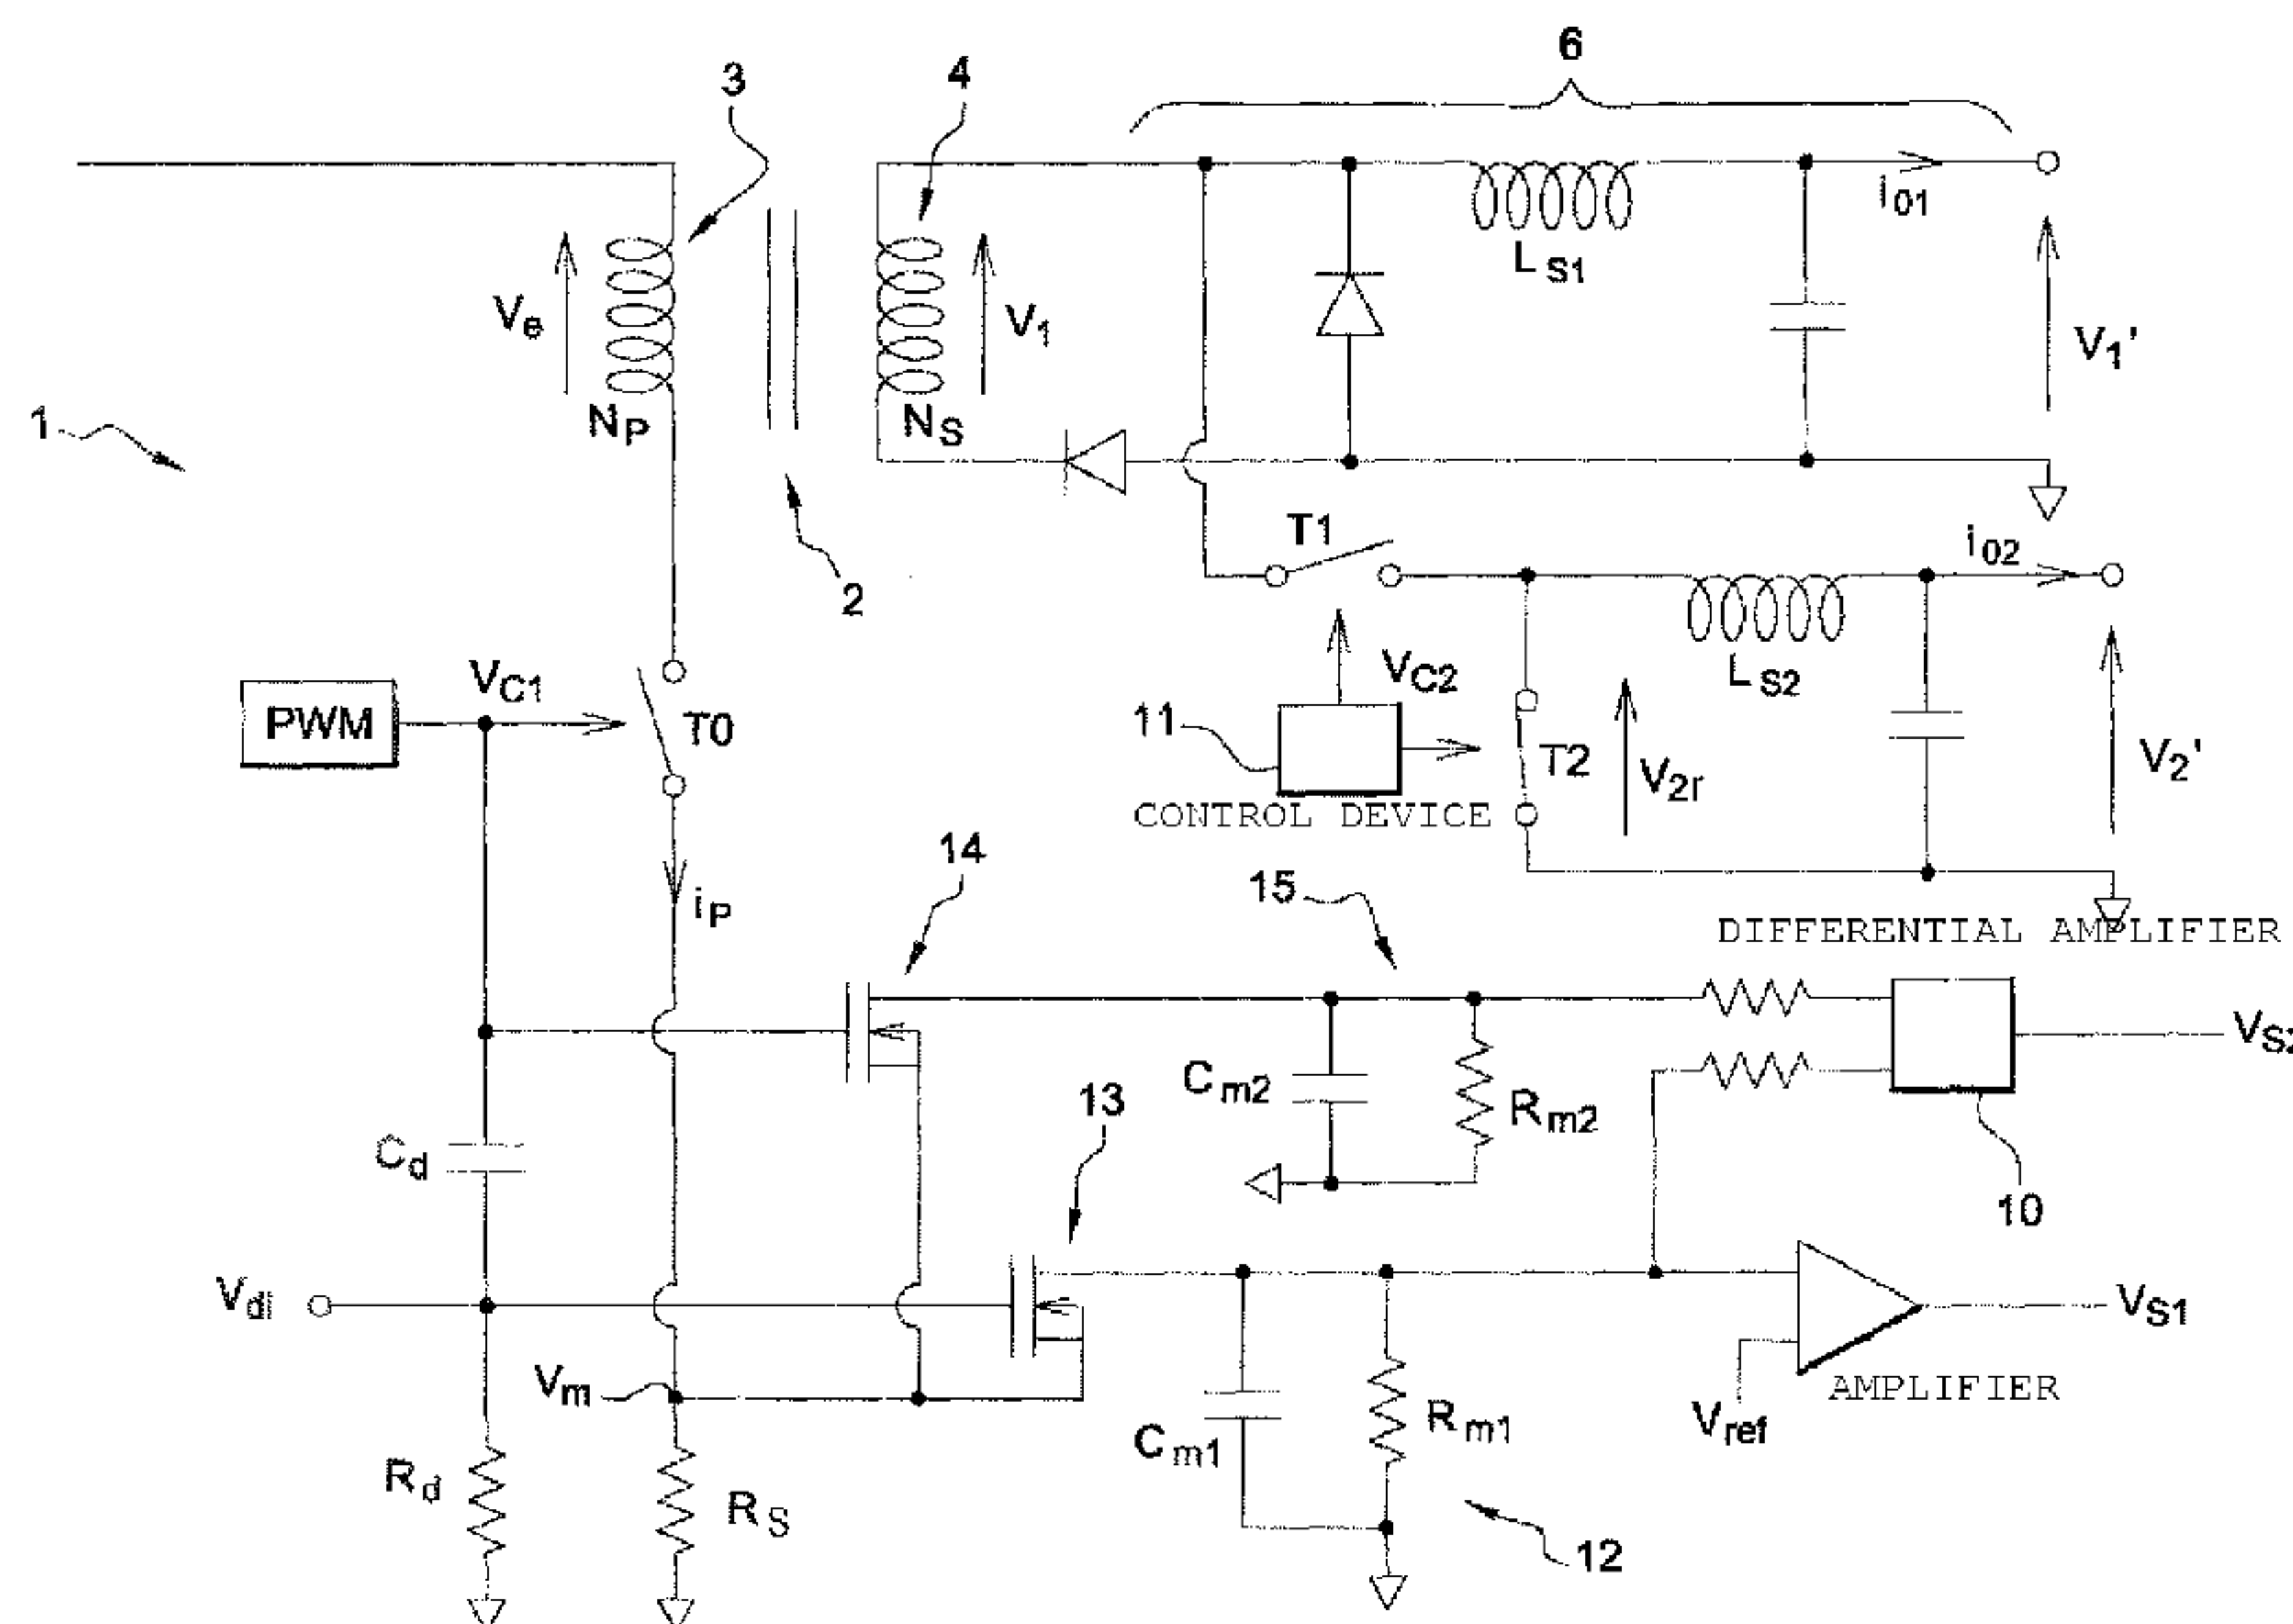 6
3
4
i01
LS1
Ve
V1
V1'
1
NP
NS
T1
i02
2
VC1
VC2
LS2
PWM
T0
11
T2
V2r
V2'
CONTROL DEVICE
14
iP
15
DIFFERENTIAL AMPLIFIER
VS2
Cm2
Rm2
13
Cd
10
Vdi
VS1
Vm
AMPLIFIER
Rm1
Cm1
Vref
Rd
RS
12